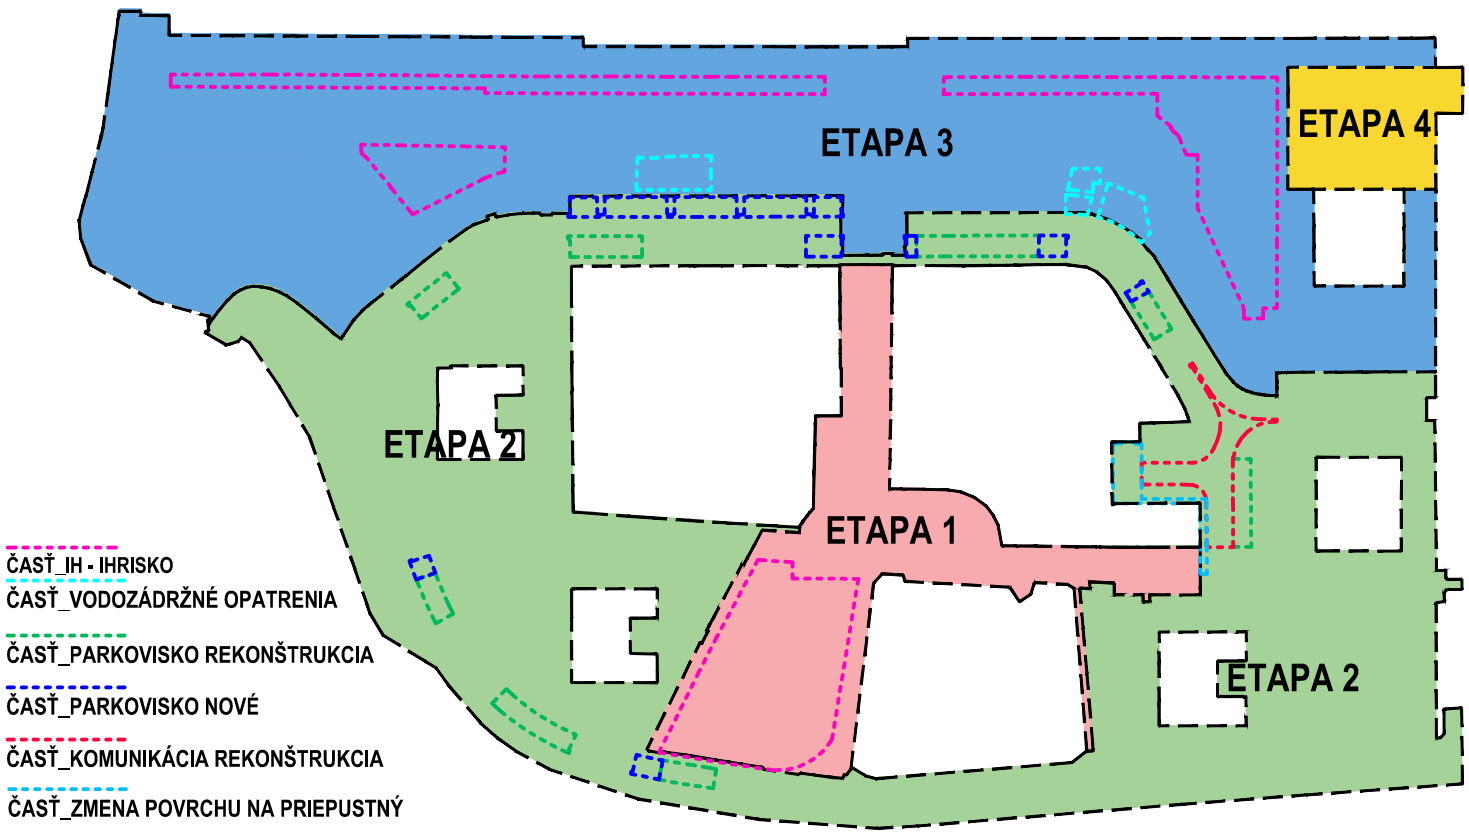 ETAPA 3
ETAPA 4
ETAPA 2
ETAPA 1
ETAPA 2
ČASŤ_IH - IHRISKO
ČASŤ_VODOZÁDRŽNÉ OPATRENIA
ČASŤ_PARKOVISKO REKONŠTRUKCIA
ČASŤ_PARKOVISKO NOVÉ
ČASŤ_KOMUNIKÁCIA REKONŠTRUKCIA
ČASŤ_ZMENA POVRCHU NA PRIEPUSTNÝ